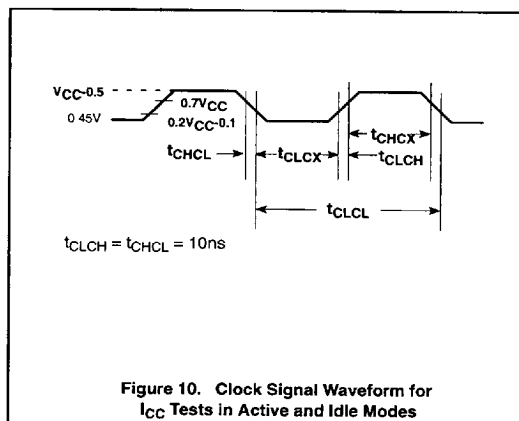 VCC-0.5
0.7VCC
0 45V
0.2VCC-0.1
tCHCX
tCHCL
tCLCX
tCLCH
tCLCL
tCLCH = tCHCL = 10ns
Figure 10. Clock Signal Waveform for
ICC Tests in Active and Idle Modes